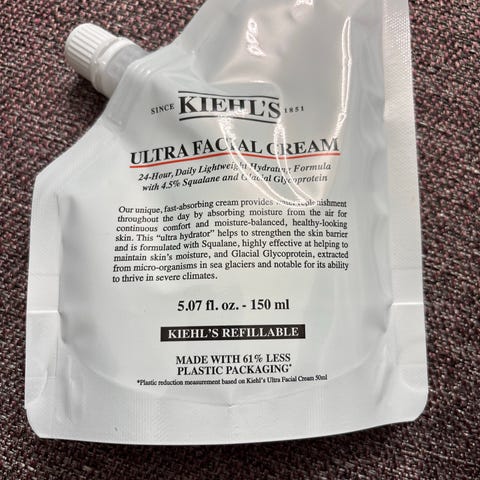 SINCE KIEHL'S 1851
ULTRA FACIAL CREAM
24-Hour, Daily Lightweight Hydrating Formula
with 4.5% Squalane and Glacial Glycoprotein
Our unique, fast-absorbing cream provides water replenishment
throughout the day by absorbing moisture from the air for
continuous comfort and moisture-balanced, healthy-looking
skin. This "ultra hydrator" helps to strengthen the skin barrier
and is formulated with Squalane, highly effective at helping to
maintain skin's moisture, and Glacial Glycoprotein, extracted
from micro-organisms in sea glaciers and notable for its ability
to thrive in severe climates.
5.07 fl. oz. - 150 ml
KIEHL'S REFILLABLE
MADE WITH 61% LESS
PLASTIC PACKAGING*
*Plastic reduction measurement based on Kiehl's Ultra Facial Cream 50ml